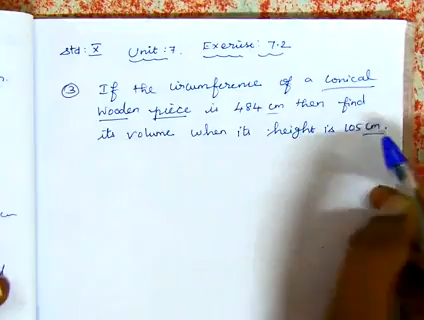 Std: X Unit: 7. Exercise: 7.2
③ If the circumference of a conical
Wooden piece is 484 cm then find
its volume when its height is 105 cm.